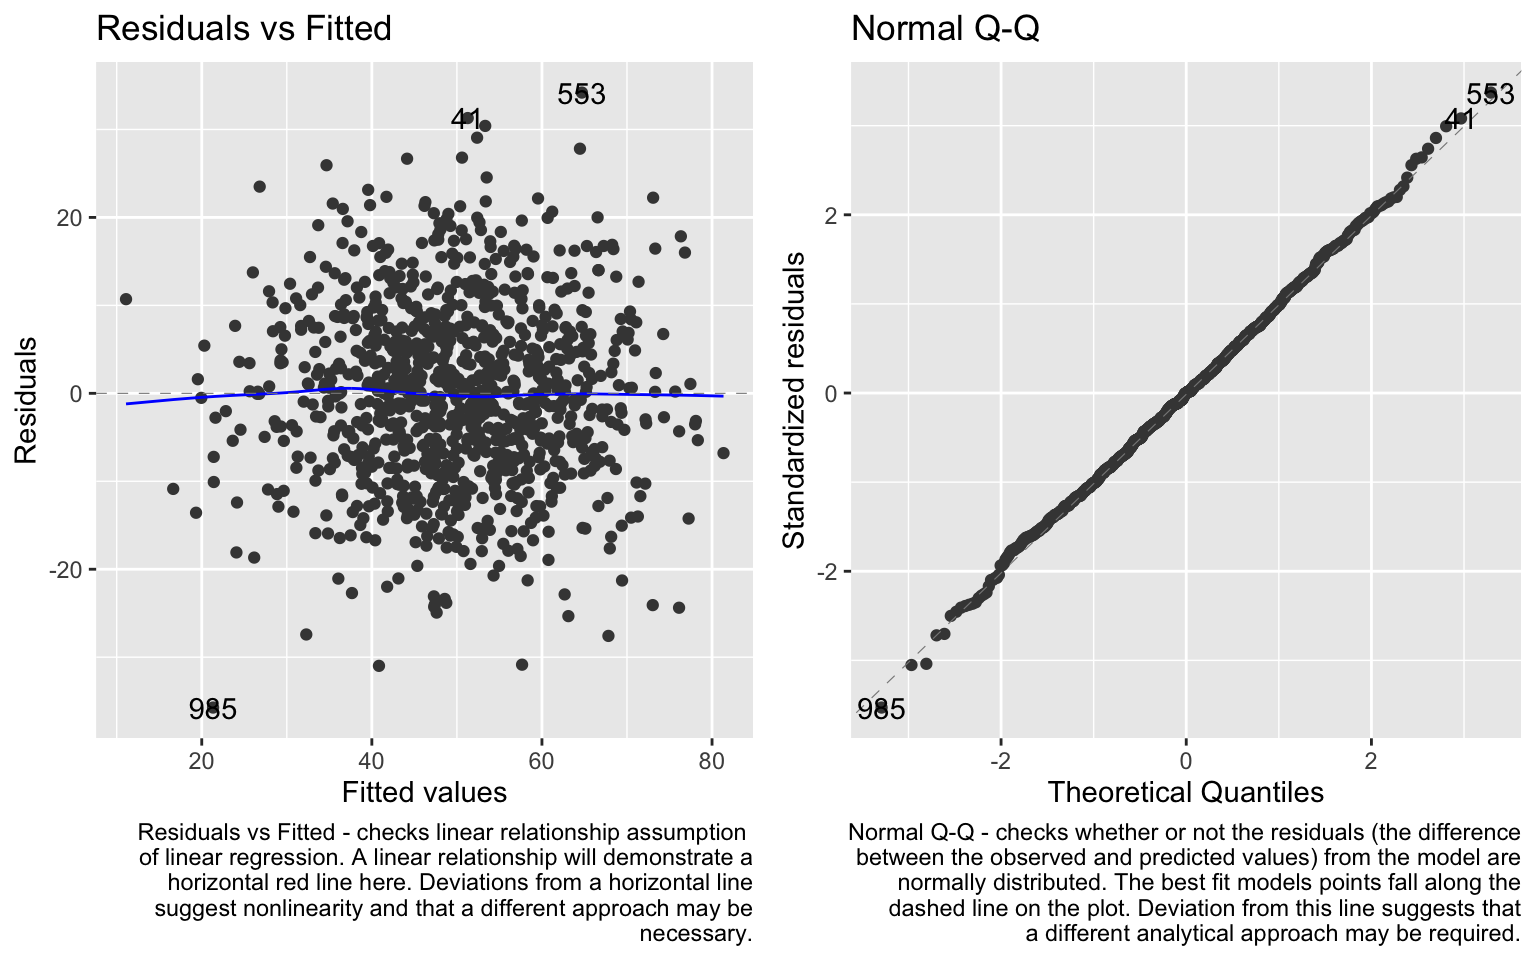 Residuals vs Fitted
553
41
20
0
-20
985
Residuals
20
40
60
80
Fitted values
Residuals vs Fitted - checks linear relationship assumption
of linear regression. A linear relationship will demonstrate a
horizontal red line here. Deviations from a horizontal line
suggest nonlinearity and that a different approach may be
necessary.
Normal Q-Q
553
41
2
0
-2
985
Standardized residuals
-2
0
2
Theoretical Quantiles
Normal Q-Q - checks whether or not the residuals (the difference
between the observed and predicted values) from the model are
normally distributed. The best fit models points fall along the
dashed line on the plot. Deviation from this line suggests that
a different analytical approach may be required.